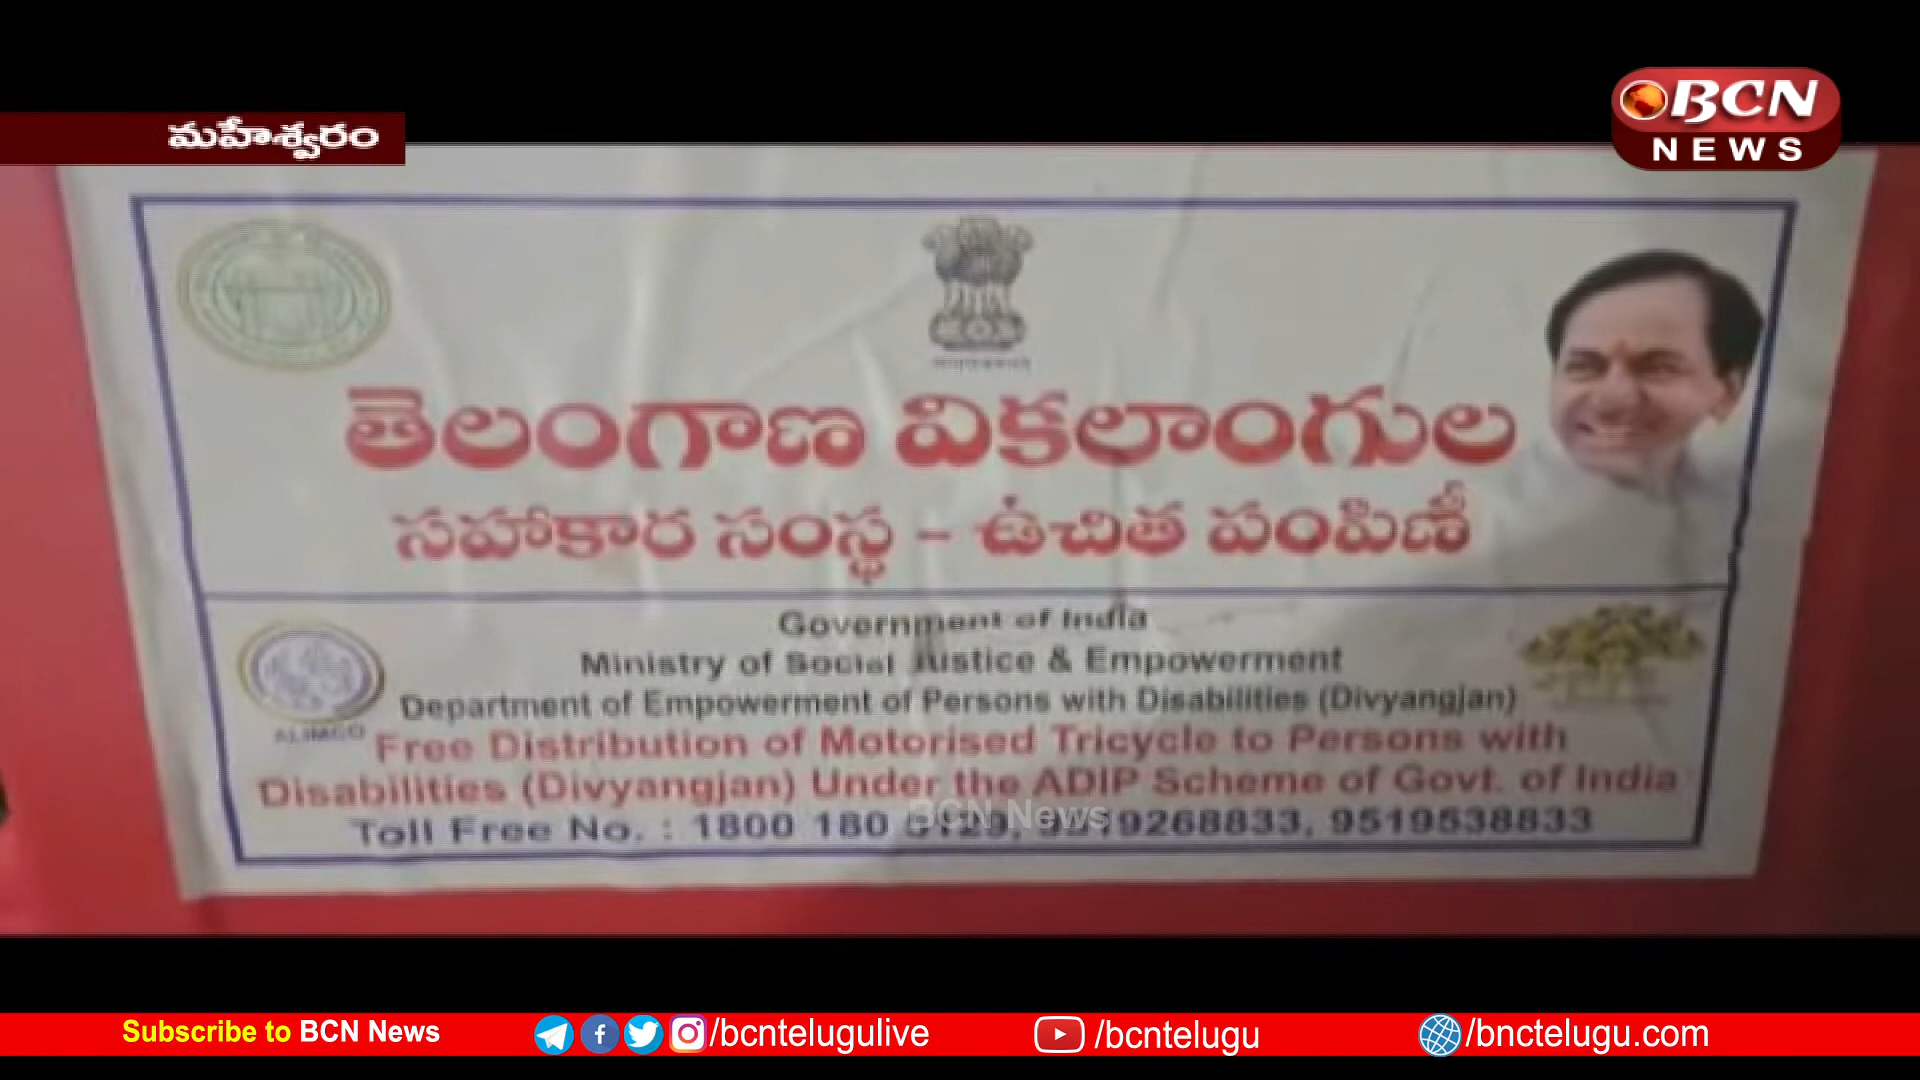 మహేశ్వరం
BCN
NEWS
తెలంగాణ వికలాంగుల
సహాకార సంస్థ - ఉచిత పంపిణీ
Government of India
Ministry of Social Justice & Empowerment
Department of Empowerment of Persons with Disabilities (Divyangjan)
ALIMCO
Free Distribution of Motorised Tricycle to Persons with
Disabilities (Divyangjan) Under the ADIP Scheme of Govt. of India
BCN News
Toll Free No. : 1800 180 5129, 9519538833
Subscribe to BCN News
/bcntelugulive
/bcntelugu
/bnctelugu.com